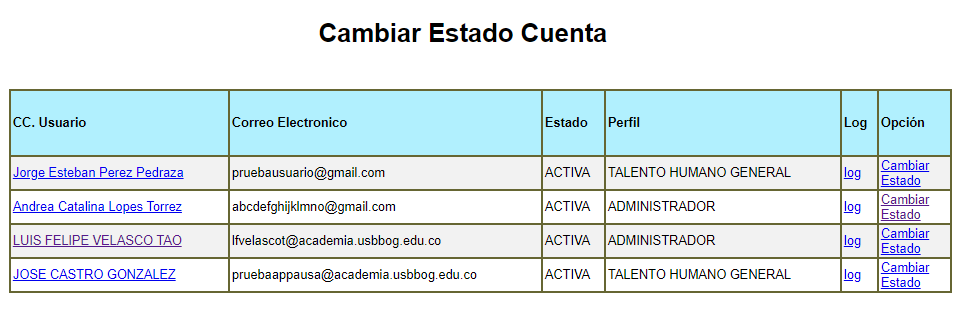 Cambiar Estado Cuenta
CC. Usuario Correo Electronico Estado Perfil Log Opción
Jorge Esteban Perez Pedraza pruebausuario@gmail.com ACTIVA TALENTO HUMANO GENERAL log Cambiar Estado
Andrea Catalina Lopes Torrez abcdefghijklmno@gmail.com ACTIVA ADMINISTRADOR log Cambiar Estado
LUIS FELIPE VELASCO TAO lfvelascot@academia.usbbog.edu.co ACTIVA ADMINISTRADOR log Cambiar Estado
JOSE CASTRO GONZALEZ pruebaappausa@academia.usbbog.edu.co ACTIVA TALENTO HUMANO GENERAL log Cambiar Estado